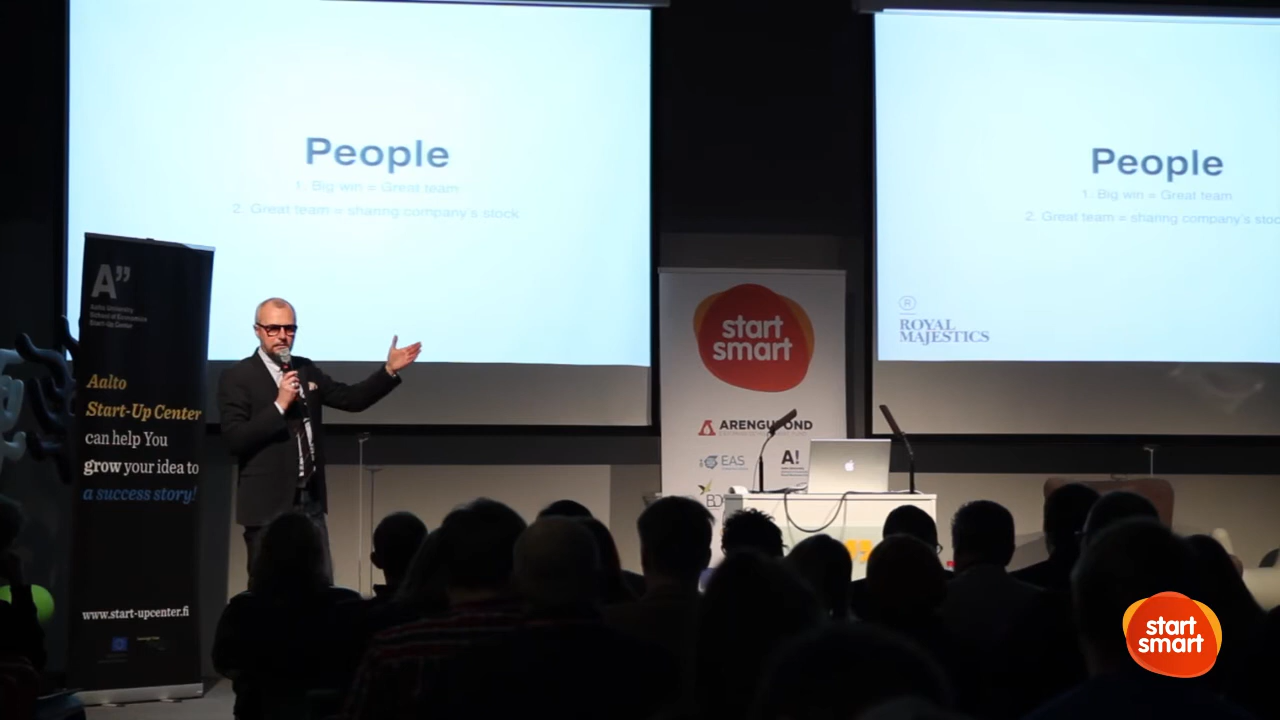 People
1. Big win = Great team
2. Great team = sharing company's stock
People
1. Big win = Great team
2. Great team = sharing company's stoc
R
ROYAL
MAJESTICS
A”
Aalto University
School of Economics
Start-Up Center
Aalto
Start-Up Center
can help You
grow your idea to
a success story!
www.start-upcenter.fi
start
smart
EAS
A!
start
smart